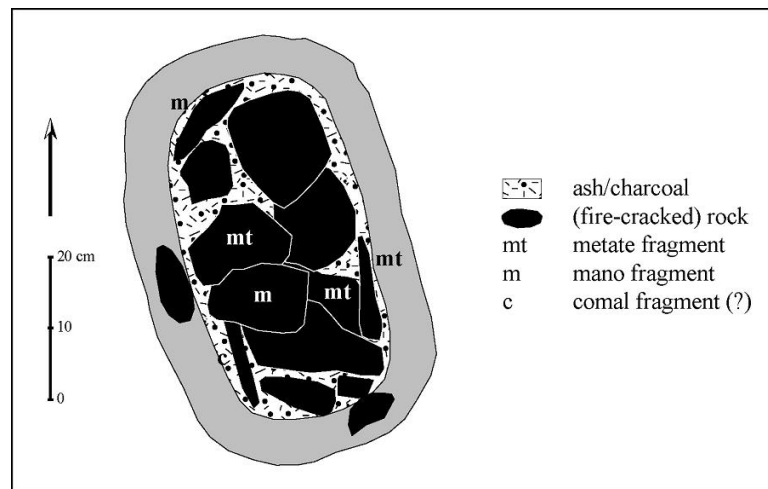 m
mt
mt
mt
m
c
20 cm
10
0
ash/charcoal
(fire-cracked) rock
mt metate fragment
m mano fragment
c comal fragment (?)